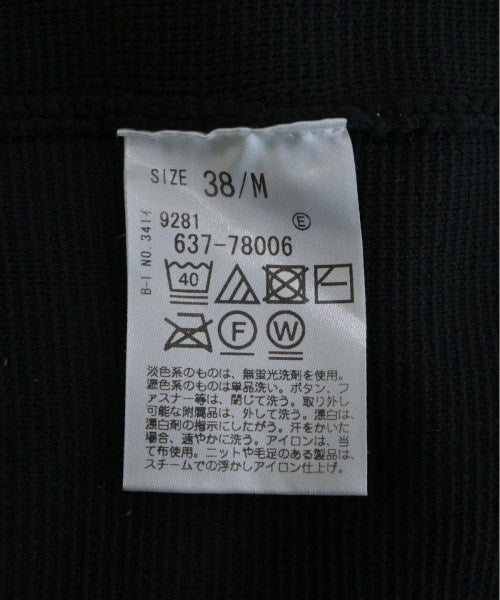 SIZE 38/M
B-1 NO.3414
9281 E
637-78006
40
F W
淡色系のものは、無蛍光洗剤を使用。
濃色系のものは単品洗い。ボタン、フ
ァスナー等は、閉じて洗う。取り外し
可能な附属品は、外して洗う。漂白は、
漂白剤の指示にしたがう。汗をかいた
場合、速やかに洗う。アイロンは、当
て布使用。ニットや毛足のある製品は、
スチームでの浮かしアイロン仕上げ。